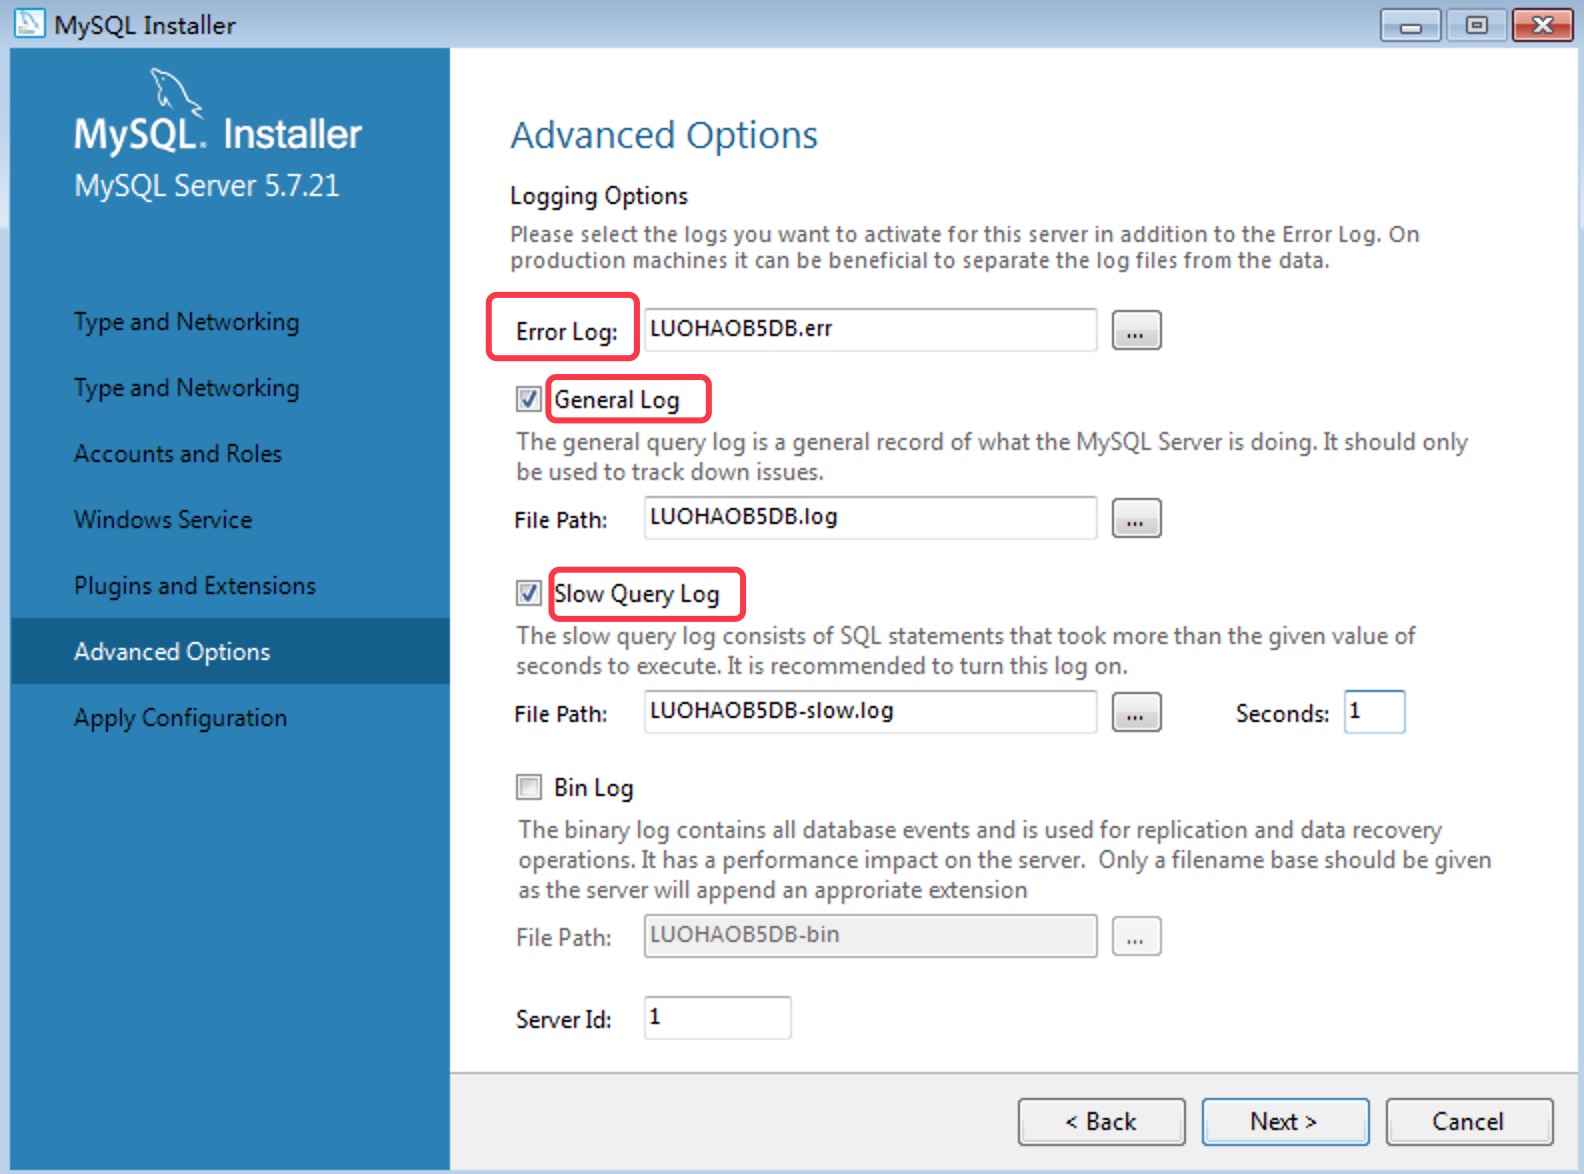 MySQL Installer
MySQL. Installer
MySQL Server 5.7.21
Type and Networking
Type and Networking
Accounts and Roles
Windows Service
Plugins and Extensions
Advanced Options
Apply Configuration
Advanced Options
Logging Options
Please select the logs you want to activate for this server in addition to the Error Log. On
production machines it can be beneficial to separate the log files from the data.
Error Log: LUOHAOB5DB.err ...
General Log
The general query log is a general record of what the MySQL Server is doing. It should only
be used to track down issues.
File Path: LUOHAOB5DB.log ...
Slow Query Log
The slow query log consists of SQL statements that took more than the given value of
seconds to execute. It is recommended to turn this log on.
File Path: LUOHAOB5DB-slow.log ... Seconds: 1
Bin Log
The binary log contains all database events and is used for replication and data recovery
operations. It has a performance impact on the server.  Only a filename base should be given
as the server will append an approriate extension
File Path: LUOHAOB5DB-bin ...
Server Id: 1
< Back Next > Cancel